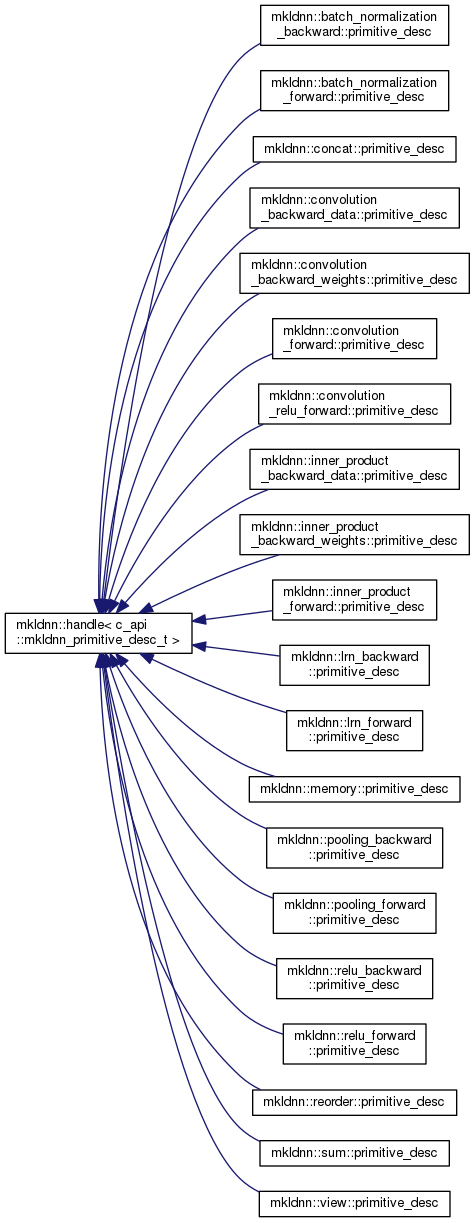 mkldnn::batch_normalization
_backward::primitive_desc
mkldnn::batch_normalization
_forward::primitive_desc
mkldnn::concat::primitive_desc
mkldnn::convolution
_backward_data::primitive_desc
mkldnn::convolution
_backward_weights::primitive_desc
mkldnn::convolution
_forward::primitive_desc
mkldnn::convolution
_relu_forward::primitive_desc
mkldnn::inner_product
_backward_data::primitive_desc
mkldnn::inner_product
_backward_weights::primitive_desc
mkldnn::inner_product
_forward::primitive_desc
mkldnn::handle< c_api
::mkldnn_primitive_desc_t >
mkldnn::lrn_backward
::primitive_desc
mkldnn::lrn_forward
::primitive_desc
mkldnn::memory::primitive_desc
mkldnn::pooling_backward
::primitive_desc
mkldnn::pooling_forward
::primitive_desc
mkldnn::relu_backward
::primitive_desc
mkldnn::relu_forward
::primitive_desc
mkldnn::reorder::primitive_desc
mkldnn::sum::primitive_desc
mkldnn::view::primitive_desc